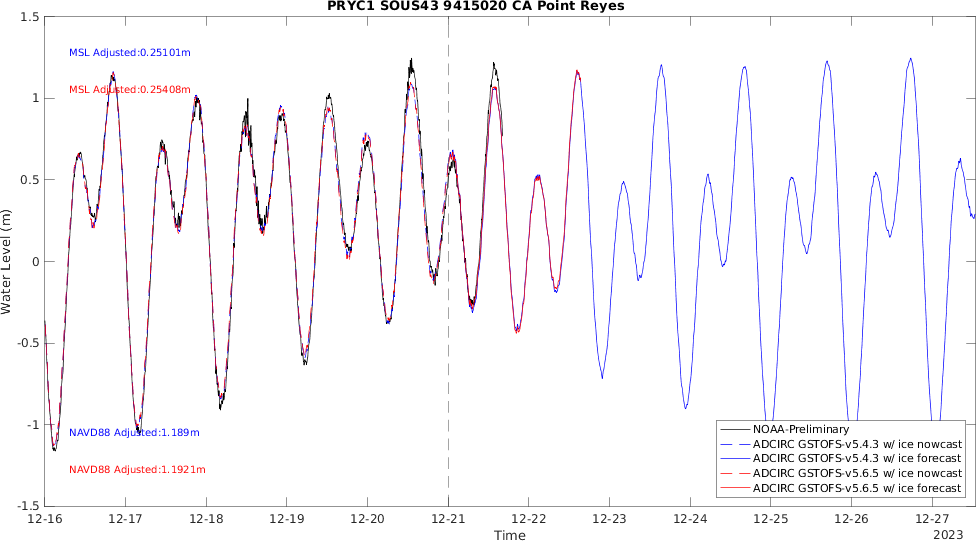 PRYC1 SOUS43 9415020 CA Point Reyes
1.5
1
0.5
0
-0.5
-1
-1.5
Water Level (m)
MSL Adjusted:0.25101m
MSL Adjusted:0.25408m
NAVD88 Adjusted:1.189m
NAVD88 Adjusted:1.1921m
NOAA-Preliminary
ADCIRC GSTOFS-v5.4.3 w/ ice nowcast
ADCIRC GSTOFS-v5.4.3 w/ ice forecast
ADCIRC GSTOFS-v5.6.5 w/ ice nowcast
ADCIRC GSTOFS-v5.6.5 w/ ice forecast
12-16 12-17 12-18 12-19 12-20 12-21 12-22 12-23 12-24 12-25 12-26 12-27
Time
2023